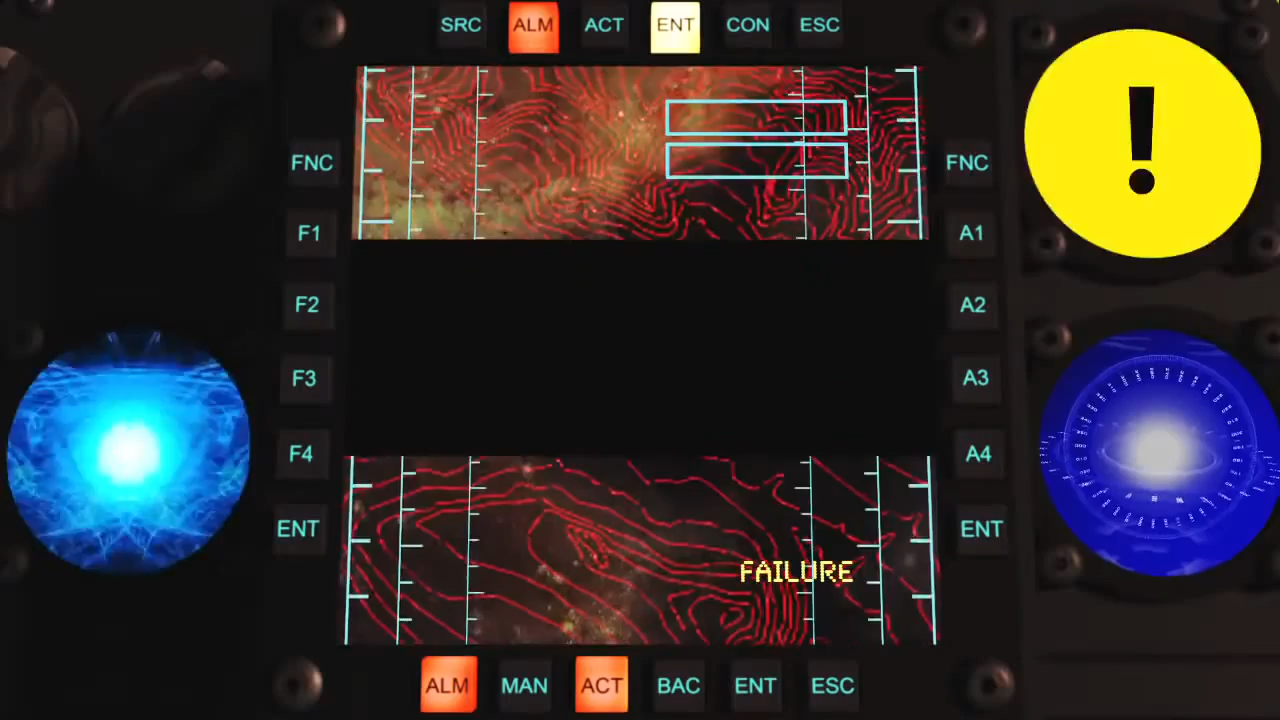 SRC ALM ACT ENT CON ESC
!
FNC FNC
F1 A1
F2 A2
F3 A3
F4 A4
ENT ENT
FAILURE
ALM MAN ACT BAC ENT ESC